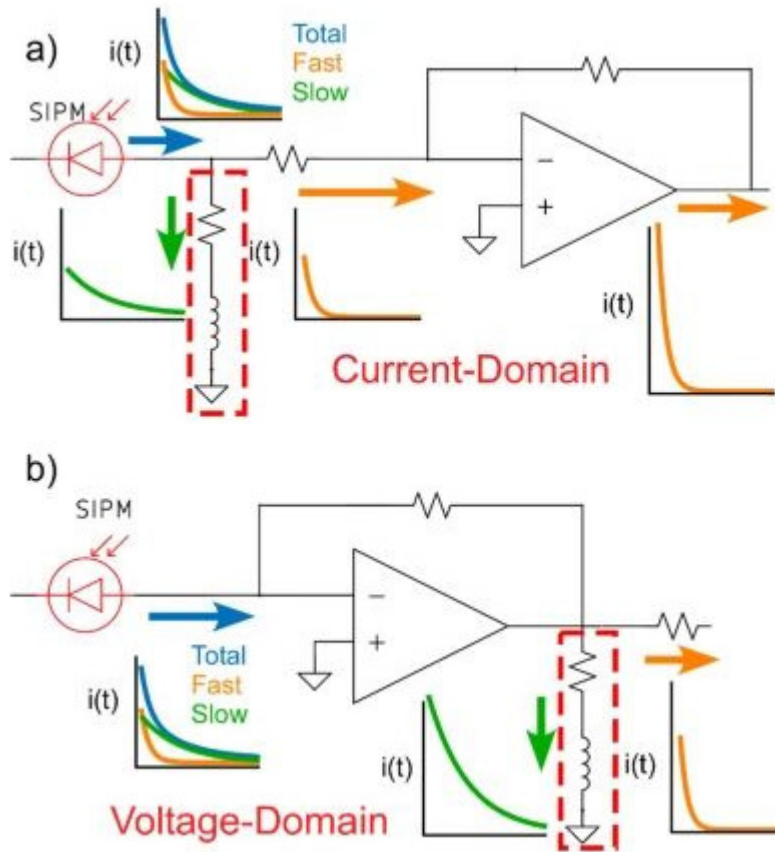 a)
i(t)
Total
Fast
Slow
SIPM
i(t)
i(t)
−
+
i(t)
Current-Domain
b)
SIPM
−
+
Total
Fast
Slow
i(t)
i(t)
i(t)
Voltage-Domain